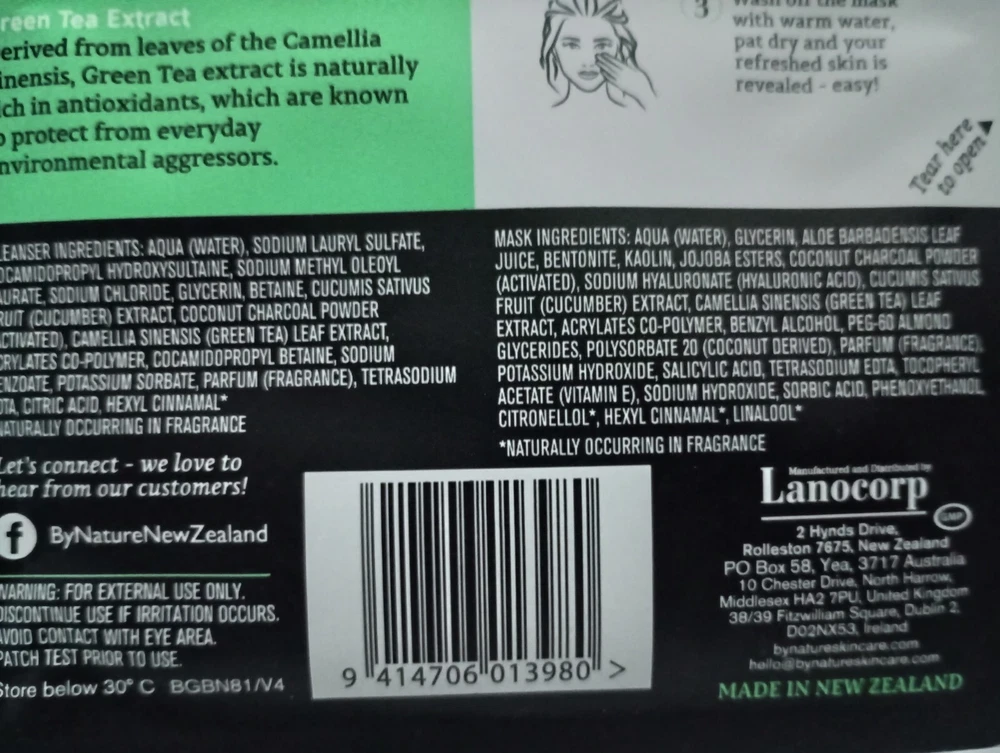 reen Tea Extract
erived from leaves of the Camellia
inensis, Green Tea extract is naturally
ch in antioxidants, which are known
o protect from everyday
nvironmental aggressors.
3
Wash off the mask
with warm water,
pat dry and your
refreshed skin is
revealed - easy!
Tear here
to open
LEANSER INGREDIENTS: AQUA (WATER), SODIUM LAURYL SULFATE,
OCAMIDOPROPYL HYDROXYSULTAINE, SODIUM METHYL OLEOYL
AURATE, SODIUM CHLORIDE, GLYCERIN, BETAINE, CUCUMIS SATIVUS
RUIT (CUCUMBER) EXTRACT, COCONUT CHARCOAL POWDER
CTIVATED), CAMELLIA SINENSIS (GREEN TEA) LEAF EXTRACT,
CRYLATES CO-POLYMER, COCAMIDOPROPYL BETAINE, SODIUM
ENZOATE, POTASSIUM SORBATE, PARFUM (FRAGRANCE), TETRASODIUM
DTA, CITRIC ACID, HEXYL CINNAMAL*
NATURALLY OCCURRING IN FRAGRANCE
Let's connect - we love to
hear from our customers!
f ByNatureNewZealand
WARNING: FOR EXTERNAL USE ONLY.
DISCONTINUE USE IF IRRITATION OCCURS.
AVOID CONTACT WITH EYE AREA.
PATCH TEST PRIOR TO USE.
Store below 30° C BGBN81/V4
MASK INGREDIENTS: AQUA (WATER), GLYCERIN, ALOE BARBADENSIS LEAF
JUICE, BENTONITE, KAOLIN, JOJOBA ESTERS, COCONUT CHARCOAL POWDER
(ACTIVATED), SODIUM HYALURONATE (HYALURONIC ACID), CUCUMIS SATIVUS
FRUIT (CUCUMBER) EXTRACT, CAMELLIA SINENSIS (GREEN TEA) LEAF
EXTRACT, ACRYLATES CO-POLYMER, BENZYL ALCOHOL, PEG-60 ALMOND
GLYCERIDES, POLYSORBATE 20 (COCONUT DERIVED), PARFUM (FRAGRANCE),
POTASSIUM HYDROXIDE, SALICYLIC ACID, TETRASODIUM EDTA, TOCOPHERYL
ACETATE (VITAMIN E), SODIUM HYDROXIDE, SORBIC ACID, PHENOXYETHANOL
CITRONELLOL*, HEXYL CINNAMAL*, LINALOOL*
*NATURALLY OCCURRING IN FRAGRANCE
9 414706 013980 >
Manufactured and Distributed by
Lanocorp
GMP
2 Hynds Drive,
Rolleston 7675, New Zealand
PO Box 58, Yea, 3717 Australia
10 Chester Drive, North Harrow,
Middlesex HA2 7PU, United Kingdom
38/39 Fitzwilliam Square, Dublin 2,
D02NX53, Ireland
bynatureskincare.com
hello@bynatureskincare.com
MADE IN NEW ZEALAND